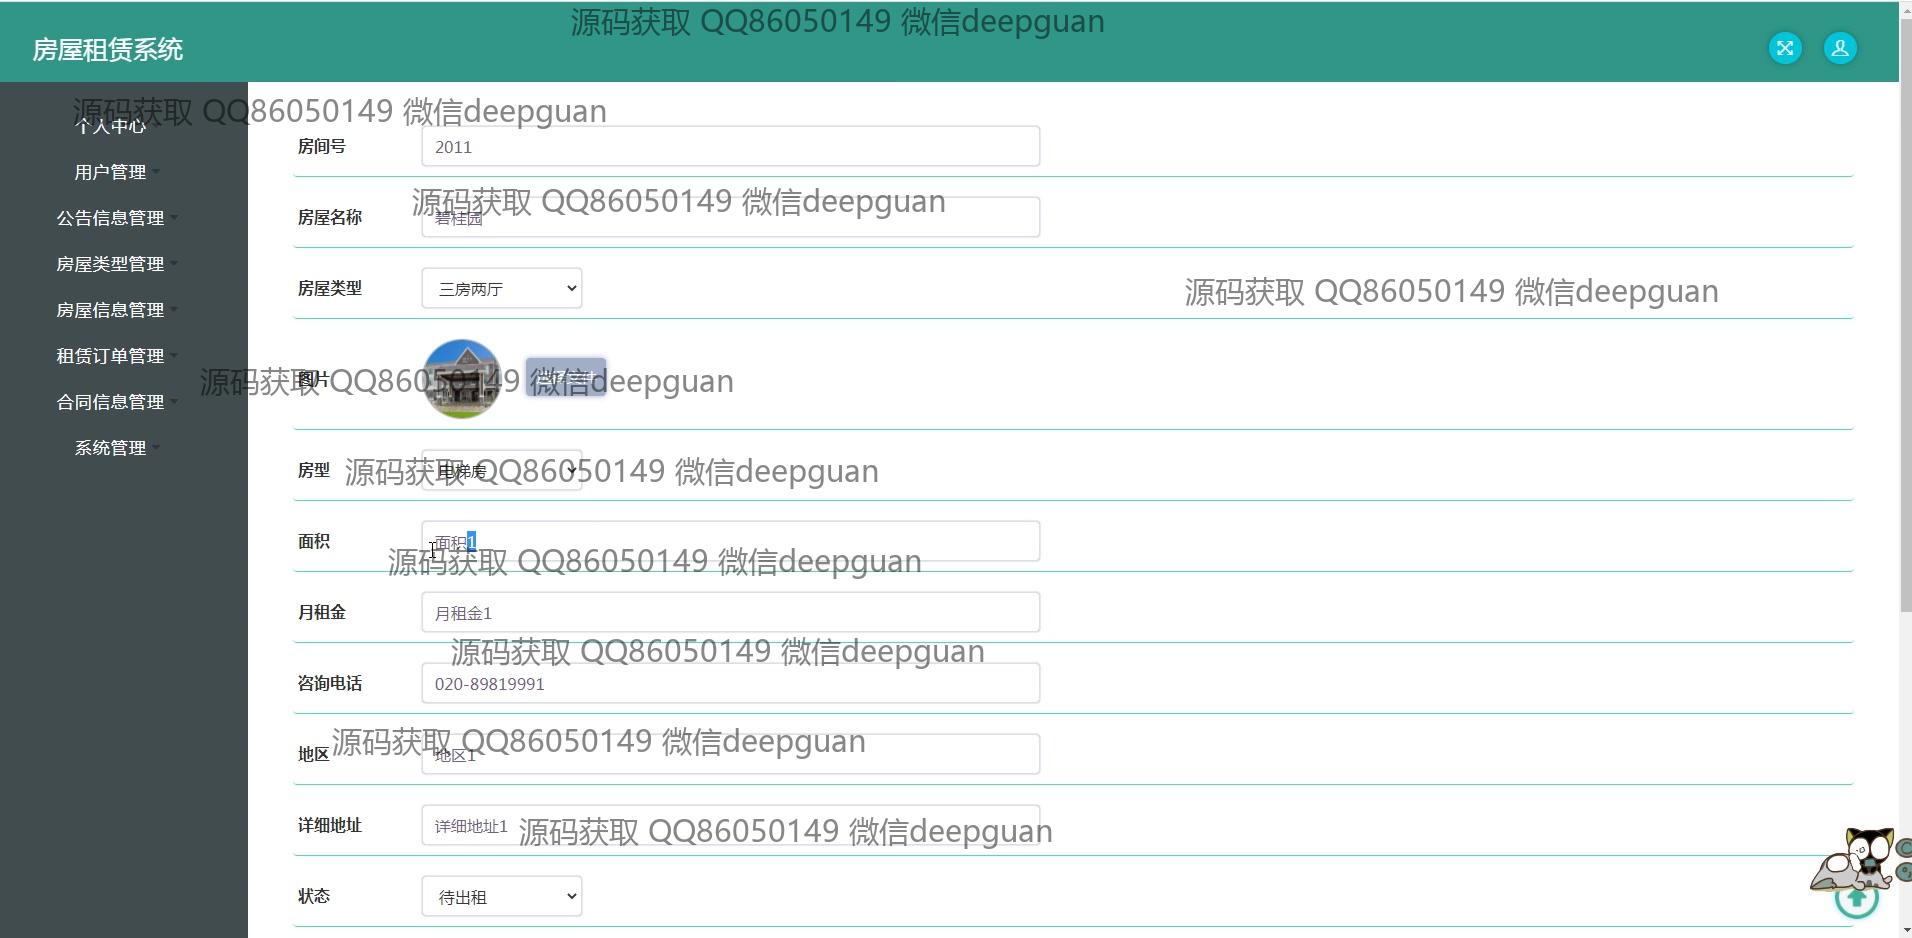 源码获取 QQ86050149 微信deepguan
房屋租赁系统
源码获取 QQ86050149 微信deepguan
个人中心
房间号
2011
用户管理
源码获取 QQ86050149 微信deepguan
公告信息管理
房屋名称
碧桂园
房屋类型管理
房屋类型
三房两厅
源码获取 QQ86050149 微信deepguan
房屋信息管理
租赁订单管理
图片
选择文件
源码获取 QQ86050149 微信deepguan
合同信息管理
系统管理
房型
电梯房
源码获取 QQ86050149 微信deepguan
面积
面积1
源码获取 QQ86050149 微信deepguan
月租金
月租金1
源码获取 QQ86050149 微信deepguan
咨询电话
020-89819991
源码获取 QQ86050149 微信deepguan
地区
地区1
详细地址
详细地址1
源码获取 QQ86050149 微信deepguan
状态
待出租